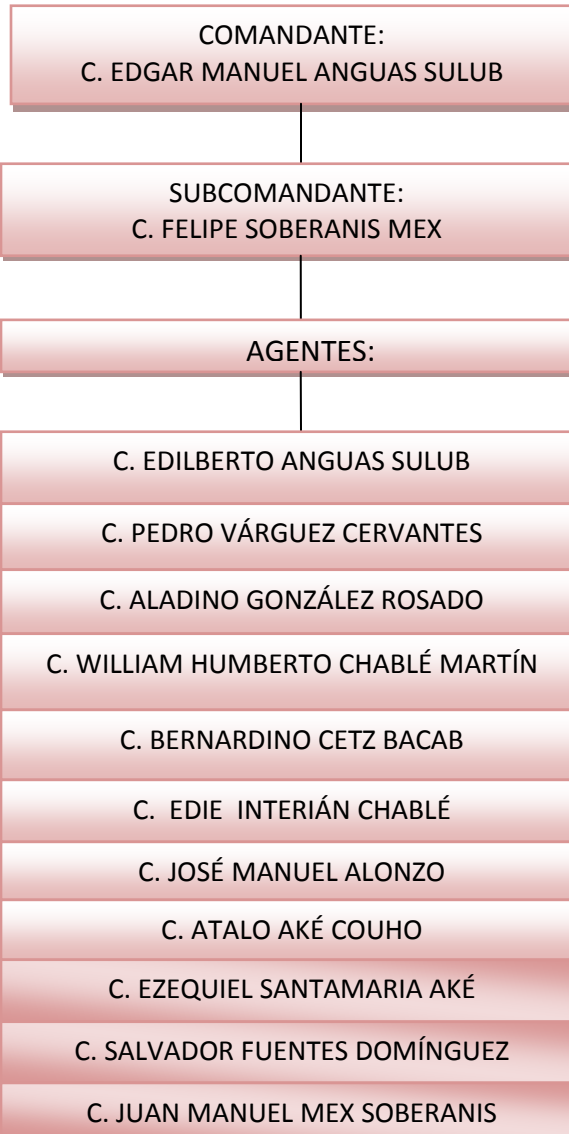 COMANDANTE:
C. EDGAR MANUEL ANGUAS SULUB
SUBCOMANDANTE:
C. FELIPE SOBERANIS MEX
AGENTES:
C. EDILBERTO ANGUAS SULUB
C. PEDRO VÁRGUEZ CERVANTES
C. ALADINO GONZÁLEZ ROSADO
C. WILLIAM HUMBERTO CHABLÉ MARTÍN
C. BERNARDINO CETZ BACAB
C. EDIE INTERIÁN CHABLÉ
C. JOSÉ MANUEL ALONZO
C. ATALO AKÉ COUHO
C. EZEQUIEL SANTAMARIA AKÉ
C. SALVADOR FUENTES DOMÍNGUEZ
C. JUAN MANUEL MEX SOBERANIS